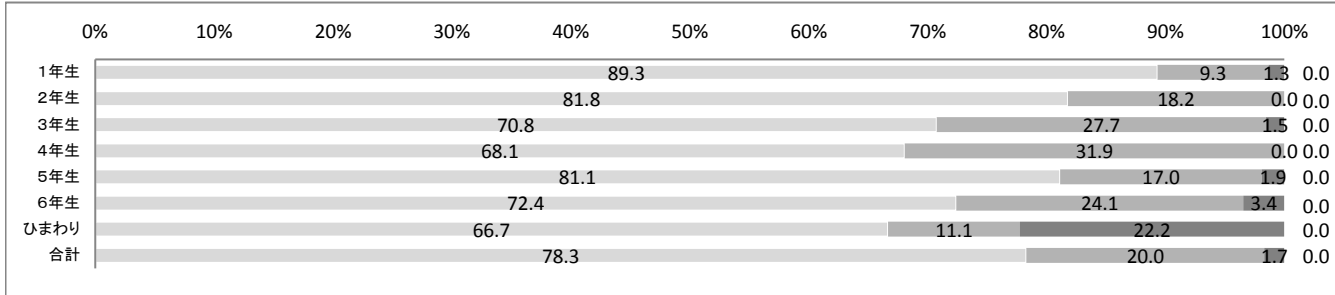 0% 10% 20% 30% 40% 50% 60% 70% 80% 90% 100%
1年生 89.3 9.3 1.3 0.0
2年生 81.8 18.2 0.0 0.0
3年生 70.8 27.7 1.5 0.0
4年生 68.1 31.9 0.0 0.0
5年生 81.1 17.0 1.9 0.0
6年生 72.4 24.1 3.4 0.0
ひまわり 66.7 11.1 22.2 0.0
合計 78.3 20.0 1.7 0.0